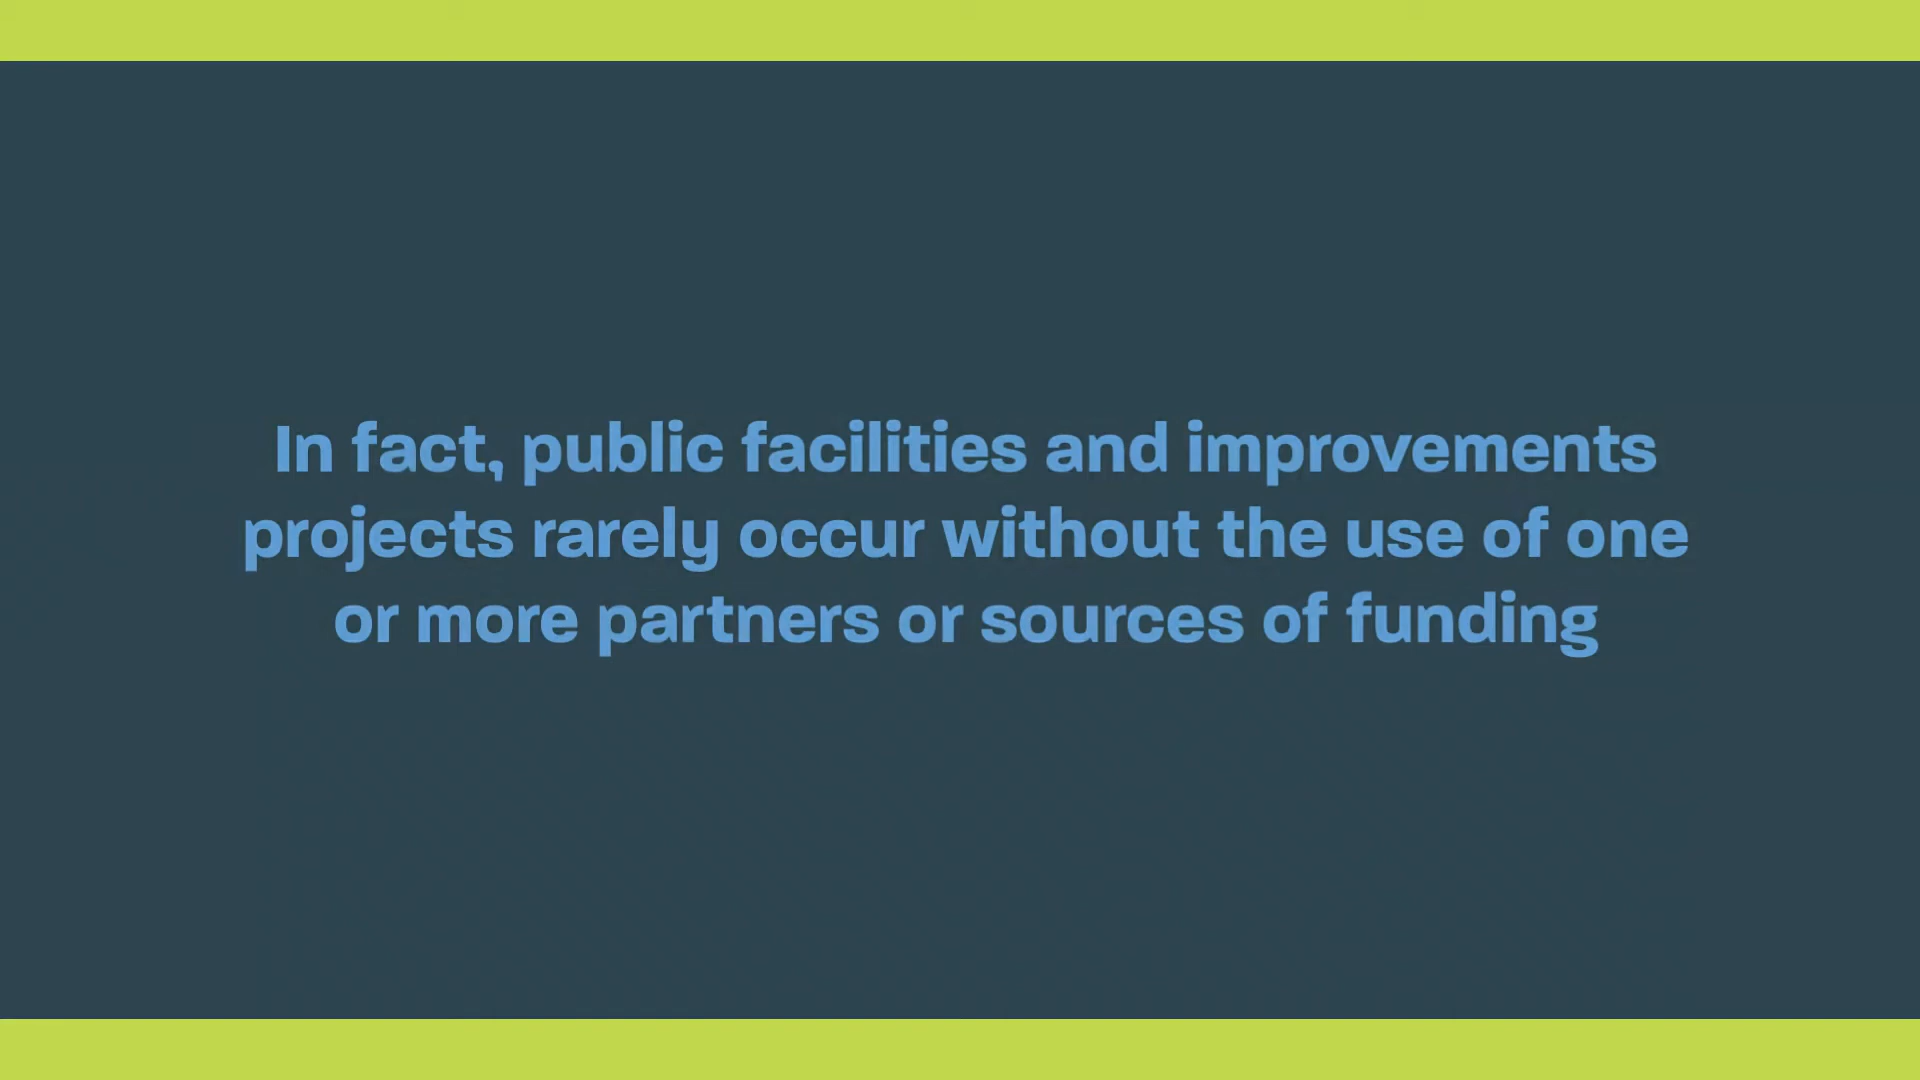 In fact, public facilities and improvements
projects rarely occur without the use of one
or more partners or sources of funding